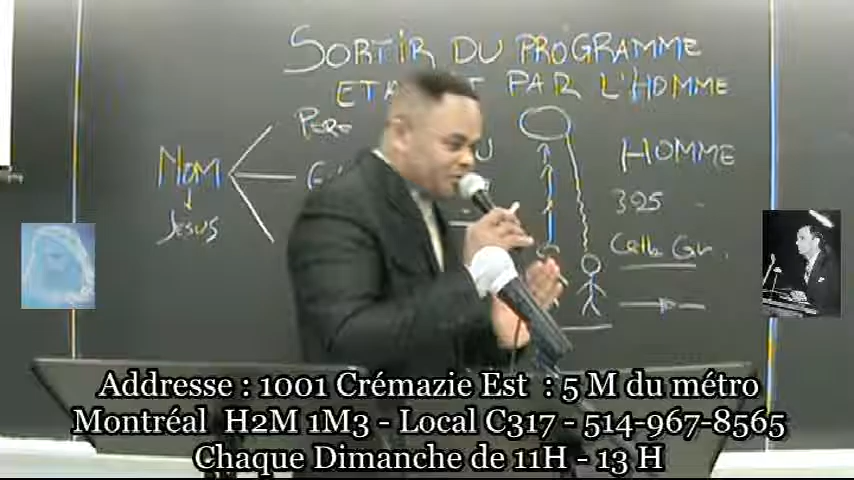 SORTIR DU PROGRAMME
PAR L'HOMME
PERE
NOM
HOMME
JESUS
325
Addresse : 1001 Crémazie Est : 5 M du métro
Montréal H2M 1M3 - Local C317 - 514-967-8565
Chaque Dimanche de 11H - 13 H